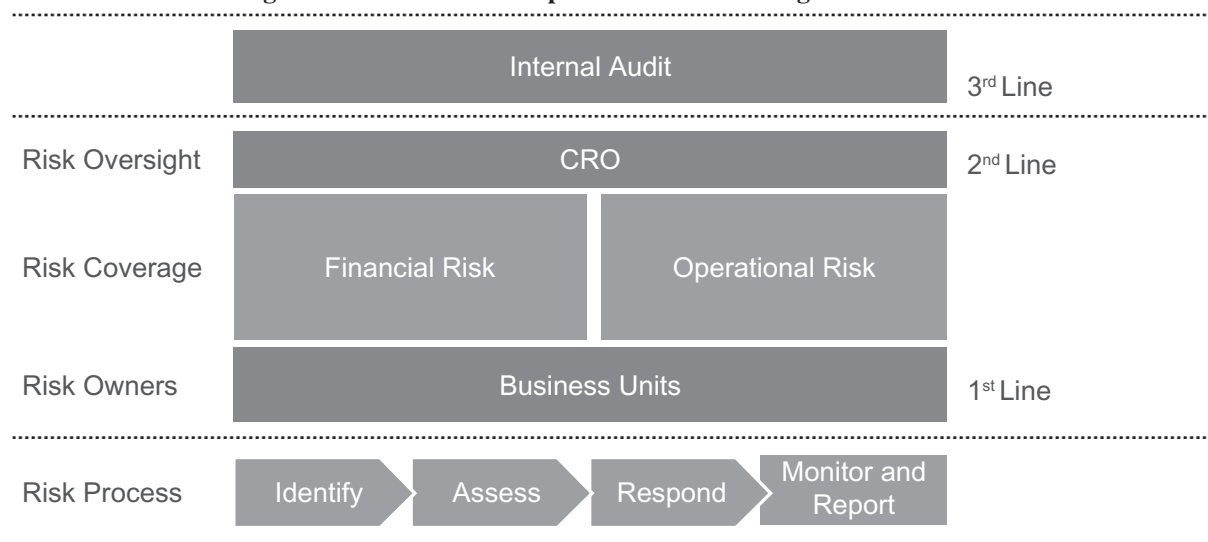 Internal Audit
3rd Line
Risk Oversight
CRO
2nd Line
Risk Coverage
Financial Risk
Operational Risk
Risk Owners
Business Units
1st Line
Risk Process
Identify
Assess
Respond
Monitor and
Report